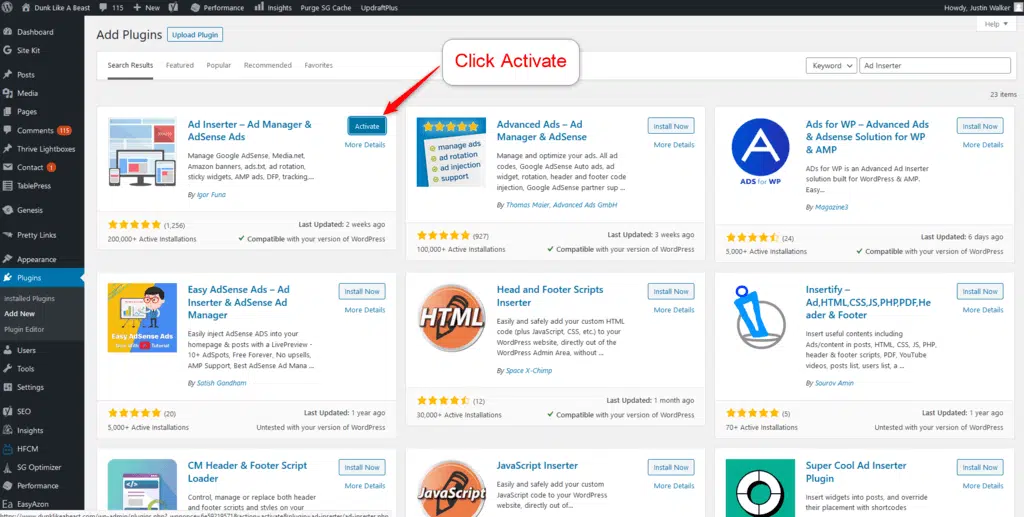 Dunk Like A Beast
115
New
Performance
Insights
Purge SG Cache
UpdraftPlus
Howdy, Justin Walker
Help
Dashboard
Site Kit
Posts
Media
Pages
Comments 115
Thrive Lightboxes
Contact 1
TablePress
Genesis
Pretty Links
Appearance
Plugins
Installed Plugins
Add New
Plugin Editor
Users
Tools
Settings
SEO
Insights
HFCM
SG Optimizer
Performance
EasyAzon
Add Plugins
Upload Plugin
Click Activate
Search Results
Featured
Popular
Recommended
Favorites
Keyword
Ad Inserter
23 items
Ad Inserter – Ad Manager &
AdSense Ads
Activate
More Details
Manage Google AdSense, Media.net,
Amazon banners, ads.txt, ad rotation,
sticky widgets, AMP ads, DFP, tracking....
By Igor Funa
(1,256)
200,000+ Active Installations
Last Updated: 2 weeks ago
Compatible with your version of WordPress
manage ads
ad rotation
ad injection
support
Advanced Ads – Ad
Manager & AdSense
Install Now
More Details
Manage and optimize your ads. All ad
codes, Google AdSense Auto ads, ad
widget, rotation, header and footer code
injection, Google AdSense partner sup ...
By Thomas Maier, Advanced Ads GmbH
(927)
100,000+ Active Installations
Last Updated: 3 weeks ago
Compatible with your version of WordPress
ADS for WP
Ads for WP – Advanced Ads
& Adsense Solution for WP
& AMP
Install Now
More Details
ADS for WP is an Advanced Ad Inserter
solution built for WordPress & AMP.
Easy...
By Magazine3
(24)
5,000+ Active Installations
Last Updated: 6 days ago
Compatible with your version of WordPress
Easy AdSense Ads
Easy AdSense Ads – Ad
Inserter & AdSense Ad
Manager
Install Now
More Details
Easily inject AdSense ADS into your
homepage & posts with a LivePreview -
10+ AdSpots, Free Forever, No upsells,
AMP Support, Best AdSense Ad Mana ...
By Satish Gandham
(20)
5,000+ Active Installations
Last Updated: 1 year ago
Untested with your version of WordPress
HTML
Head and Footer Scripts
Inserter
Install Now
More Details
Easily and safely add your custom HTML
code (plus JavaScript, CSS, etc.) to your
WordPress website, directly out of the
WordPress Admin Area, without ...
By Space X-Chimp
(12)
30,000+ Active Installations
Last Updated: 1 month ago
Compatible with your version of WordPress
Insertify –
Ad,HTML,CSS,JS,PHP,PDF,He
ader & Footer
Install Now
More Details
Insert useful contents including
Ads/content in posts, HTML, CSS, JS, PHP,
header & footer scripts, PDF, YouTube
videos, posts list, users list, a ...
By Sourov Amin
(5)
70+ Active Installations
Last Updated: 1 year ago
Untested with your version of WordPress
CM Header & Footer Script
Loader
Install Now
More Details
Control, manage or replace both header
and footer scripts and styles on your
JavaScript
JavaScript Inserter
Install Now
More Details
Easily and safely add your custom
JavaScript code to your WordPress
website, directly out of...
Super Cool Ad Inserter
Plugin
Install Now
More Details
Insert widgets into posts, and override
their placement with shortcodes